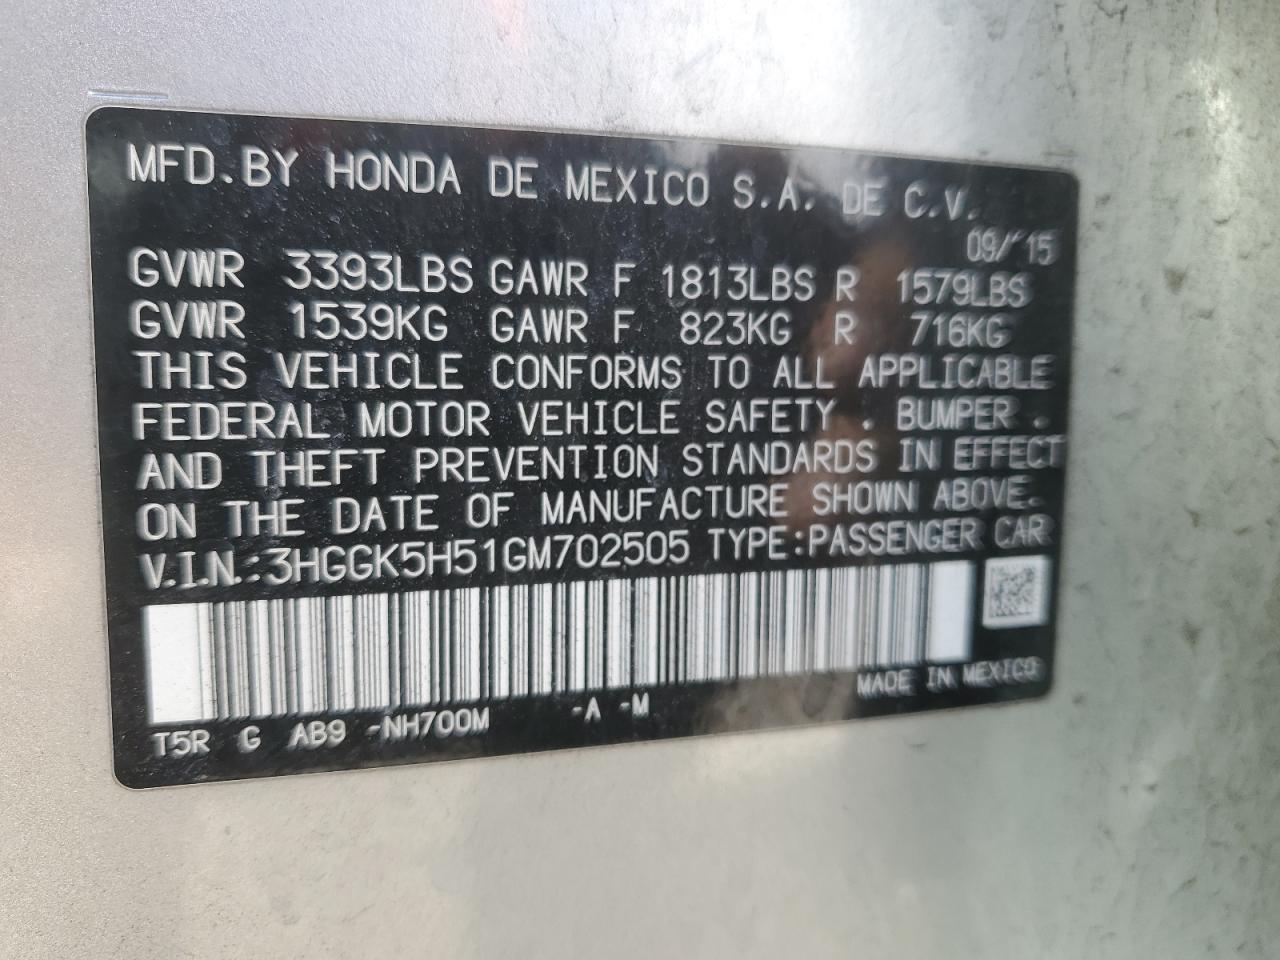 MFD.BY HONDA DE MEXICO S.A. DE C.V.
09/'15
GVWR 3393LBS GAWR F 1813LBS R 1579LBS
GVWR 1539KG GAWR F 823KG R 716KG
THIS VEHICLE CONFORMS TO ALL APPLICABLE
FEDERAL MOTOR VEHICLE SAFETY . BUMPER .
AND THEFT PREVENTION STANDARDS IN EFFECT
ON THE DATE OF MANUFACTURE SHOWN ABOVE.
V.I.N.:3HGGK5H51GM702505 TYPE:PASSENGER CAR
MADE IN MEXICO
T5R G AB9 -NH700M -A -M